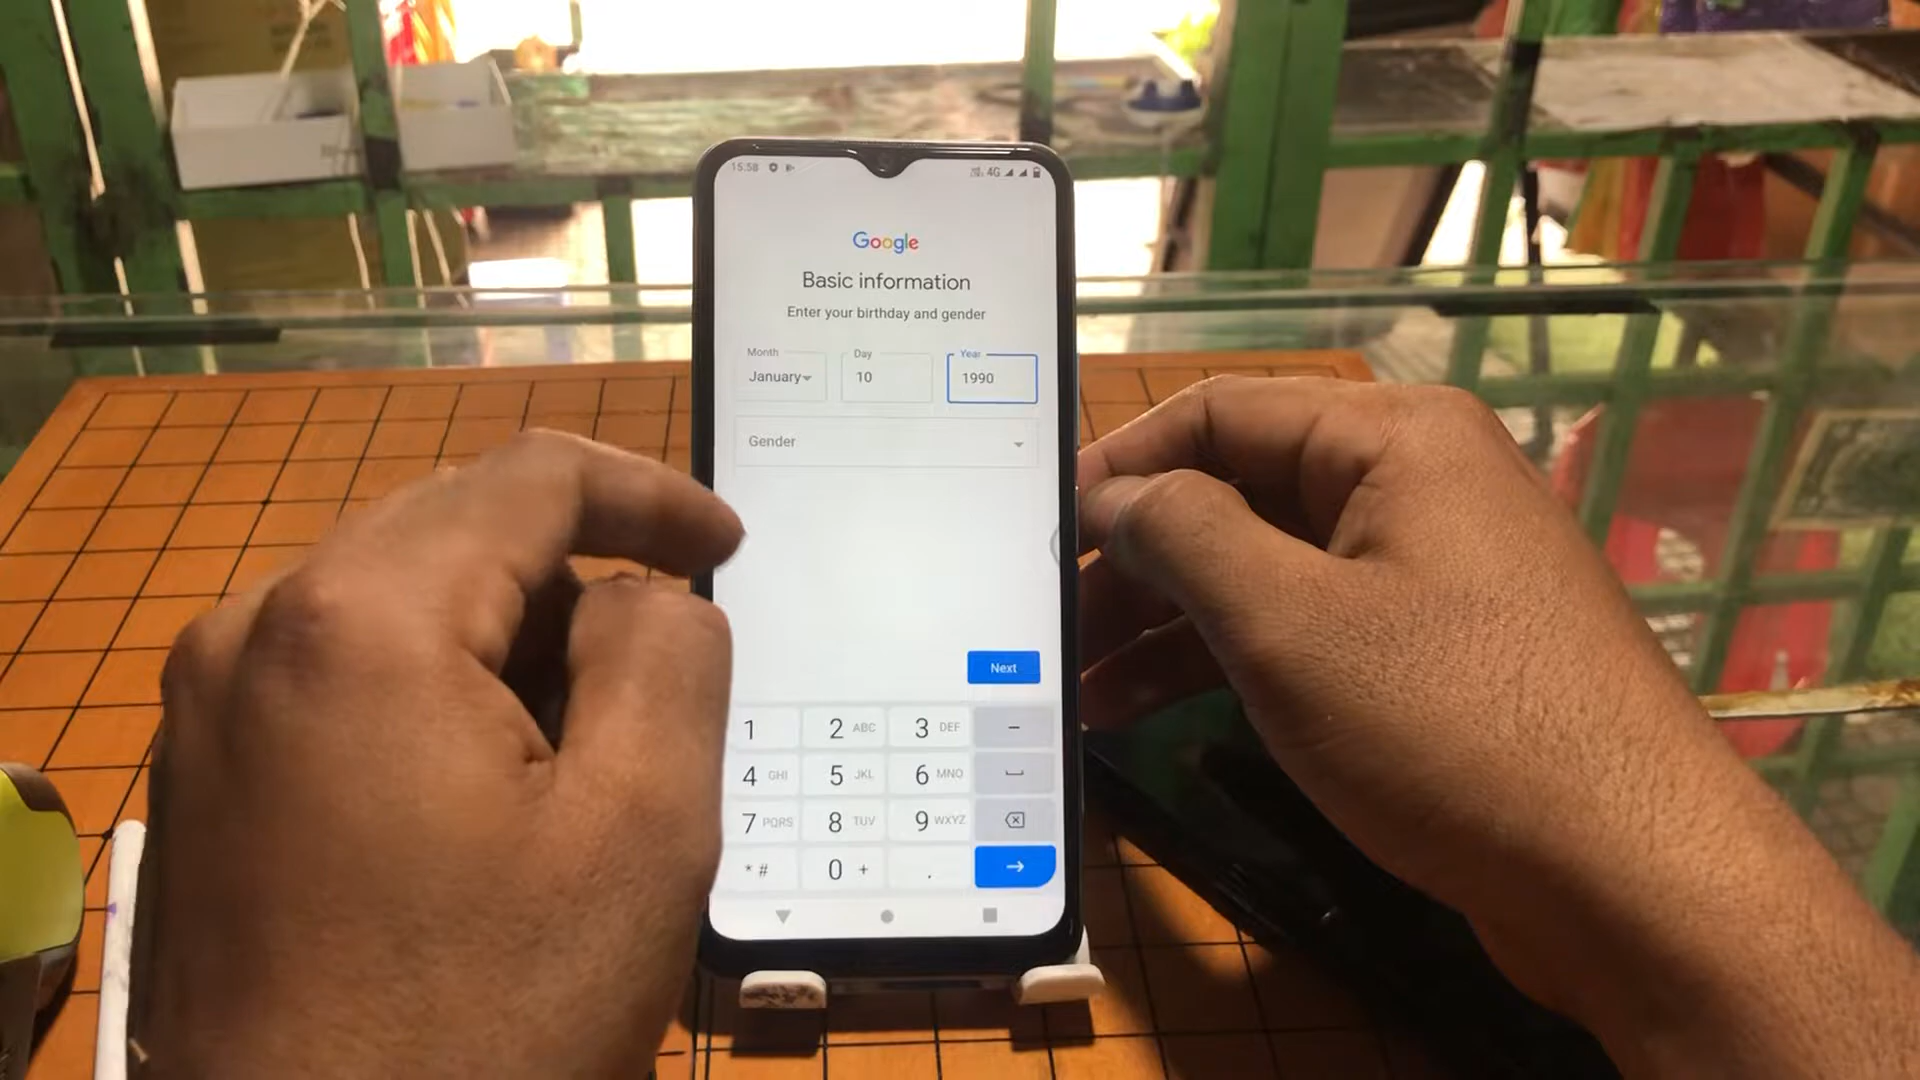 15:58
4G
Google
Basic information
Enter your birthday and gender
Month
Day
Year
January
10
1990
Gender
Next
1
2 ABC
3 DEF
-
4 GHI
5 JKL
6 MNO
7 PQRS
8 TUV
9 WXYZ
* #
0 +
.